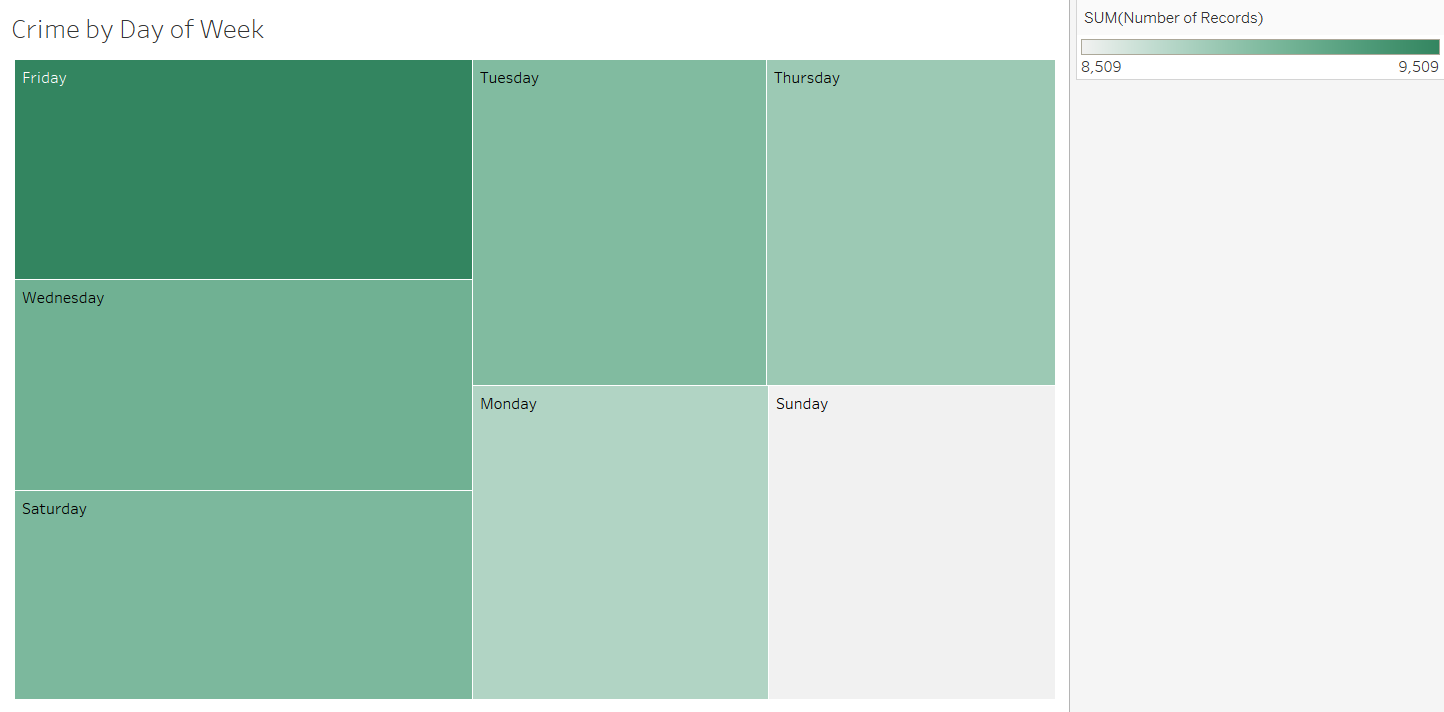 Crime by Day of Week
Friday
Tuesday
Thursday
Wednesday
Monday
Sunday
Saturday
SUM(Number of Records)
8,509 9,509